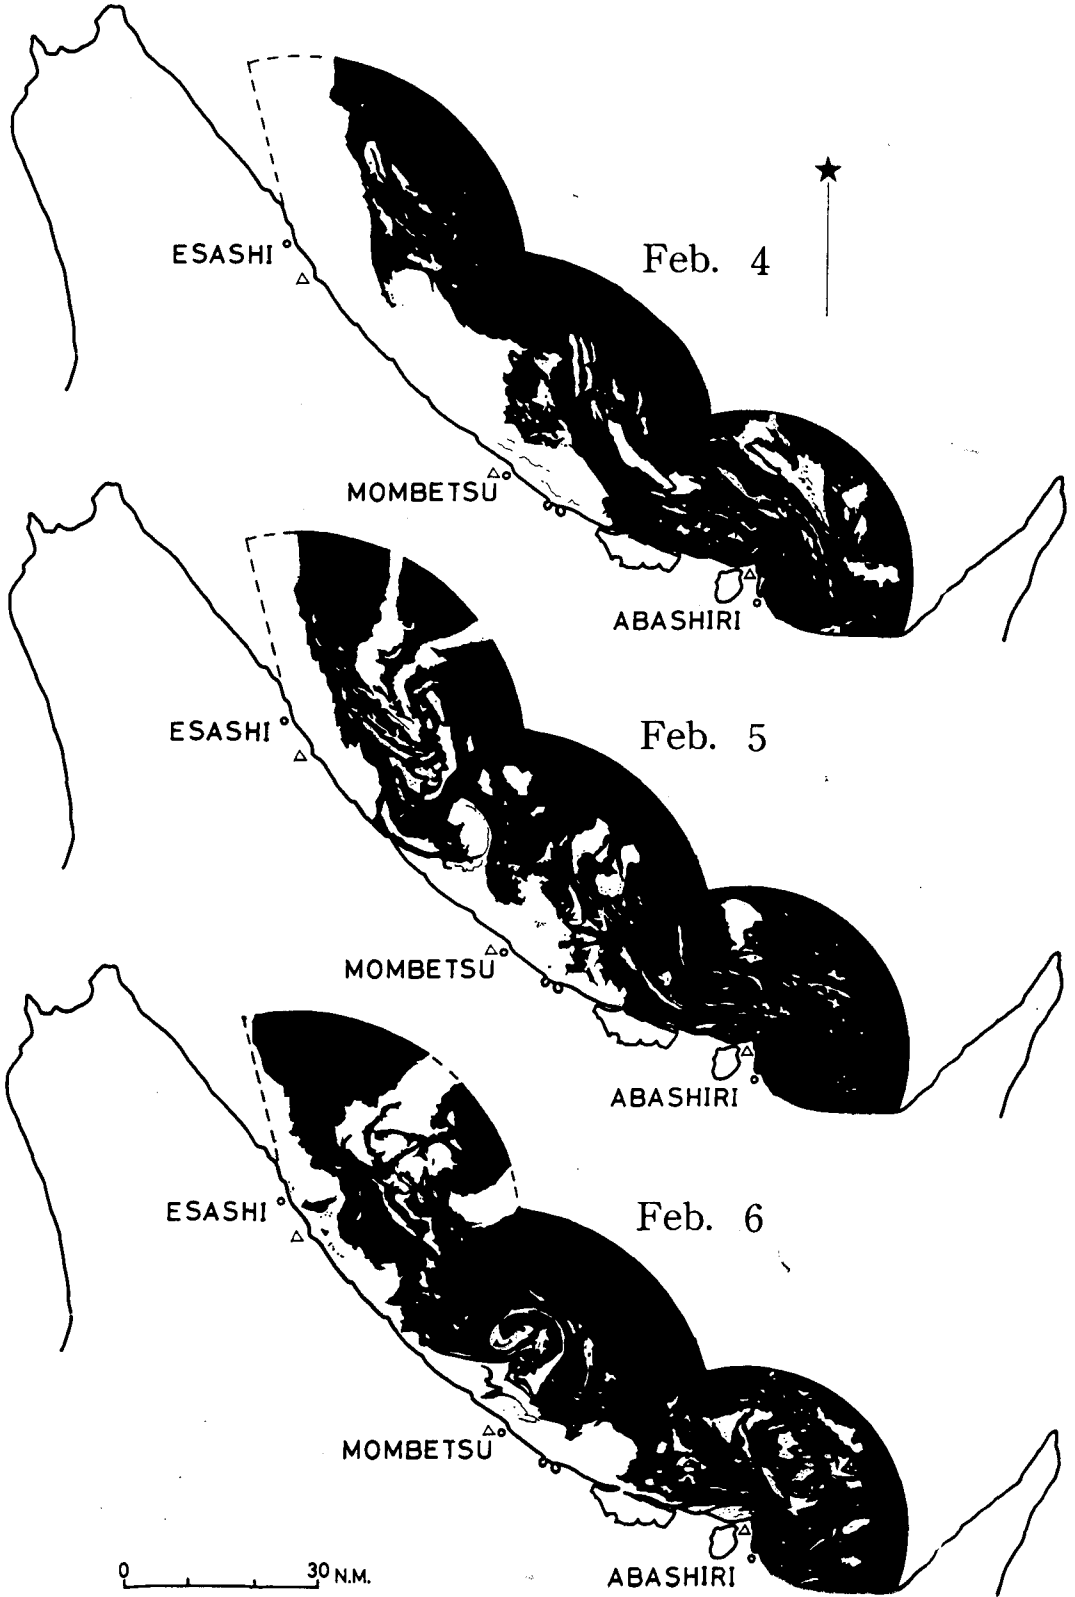 Feb. 4
ESASHI
MOMBETSU
ABASHIRI
Feb. 5
ESASHI
MOMBETSU
ABASHIRI
Feb. 6
ESASHI
MOMBETSU
ABASHIRI
0 30 N.M.